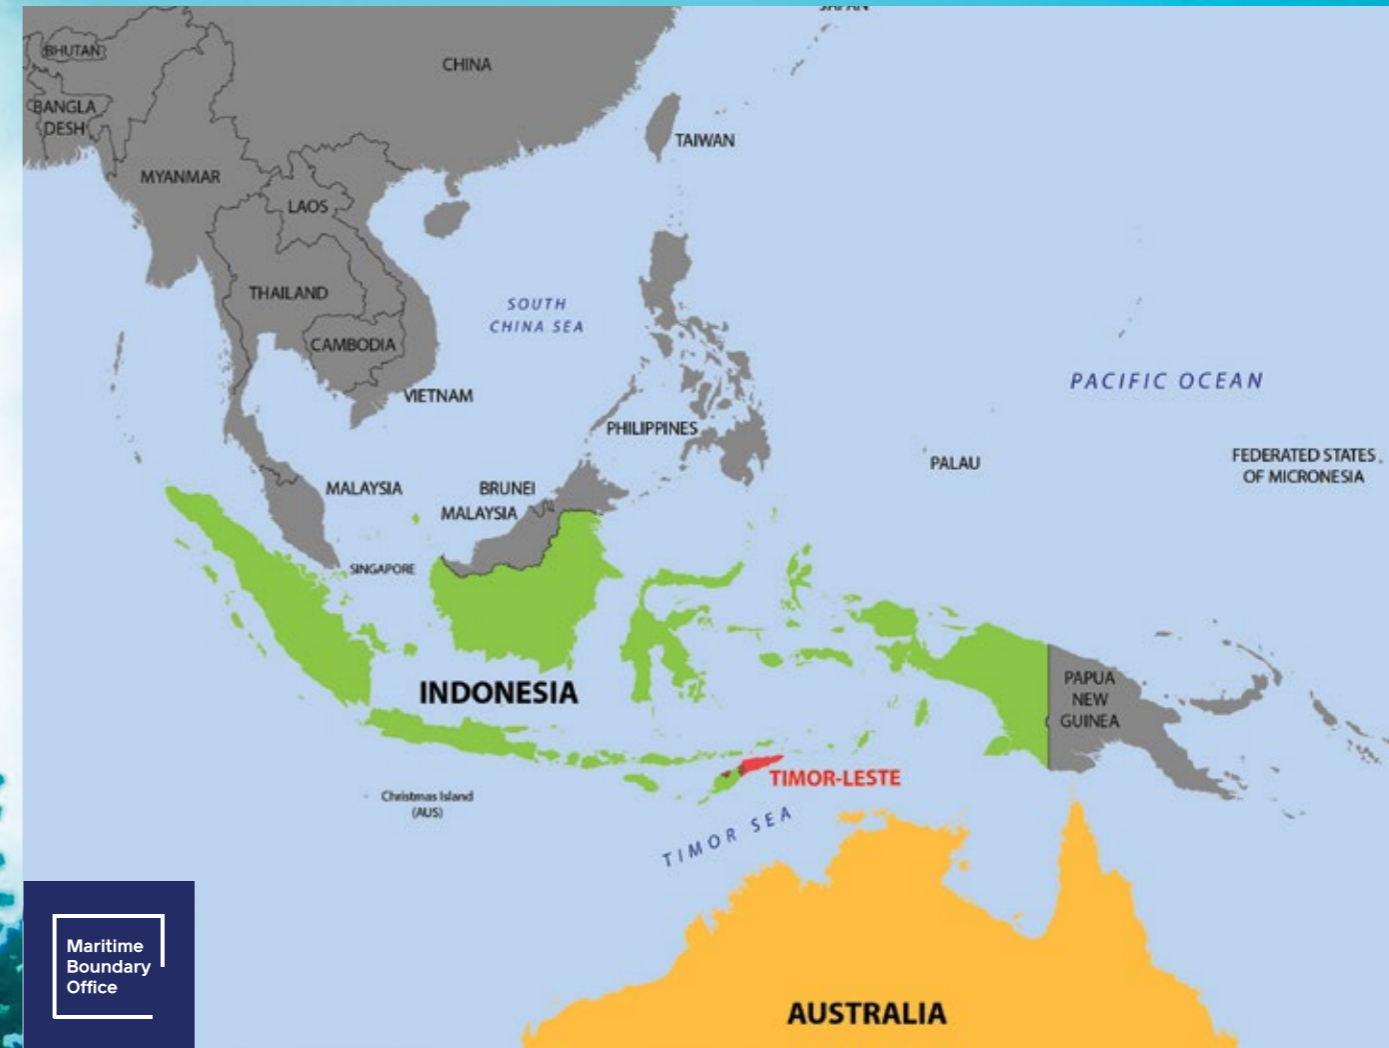 JAPAN
BHUTAN
CHINA
BANGLA
DESH
TAIWAN
MYANMAR
LAOS
THAILAND
SOUTH
CHINA SEA
CAMBODIA
PACIFIC OCEAN
VIETNAM
PHILIPPINES
PALAU
FEDERATED STATES
OF MICRONESIA
MALAYSIA
BRUNEI
MALAYSIA
SINGAPORE
INDONESIA
PAPUA
NEW
GUINEA
TIMOR-LESTE
Christmas Island
(AUS)
TIMOR SEA
Maritime
Boundary
Office
AUSTRALIA